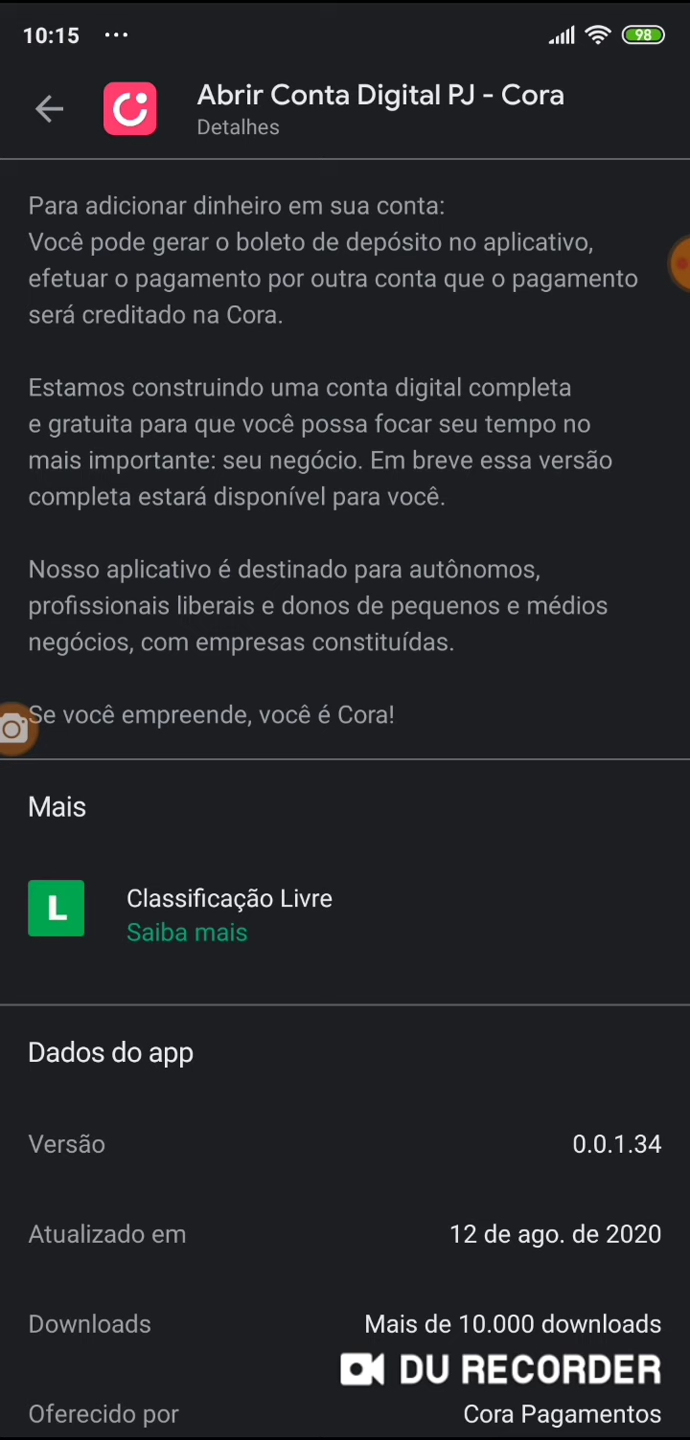 10:15 ... 98
Abrir Conta Digital PJ - Cora
Detalhes
Para adicionar dinheiro em sua conta:
Você pode gerar o boleto de depósito no aplicativo,
efetuar o pagamento por outra conta que o pagamento
será creditado na Cora.
Estamos construindo uma conta digital completa
e gratuita para que você possa focar seu tempo no
mais importante: seu negócio. Em breve essa versão
completa estará disponível para você.
Nosso aplicativo é destinado para autônomos,
profissionais liberais e donos de pequenos e médios
negócios, com empresas constituídas.
Se você empreende, você é Cora!
Mais
L
Classificação Livre
Saiba mais
Dados do app
Versão 0.0.1.34
Atualizado em 12 de ago. de 2020
Downloads Mais de 10.000 downloads
DU RECORDER
Oferecido por Cora Pagamentos